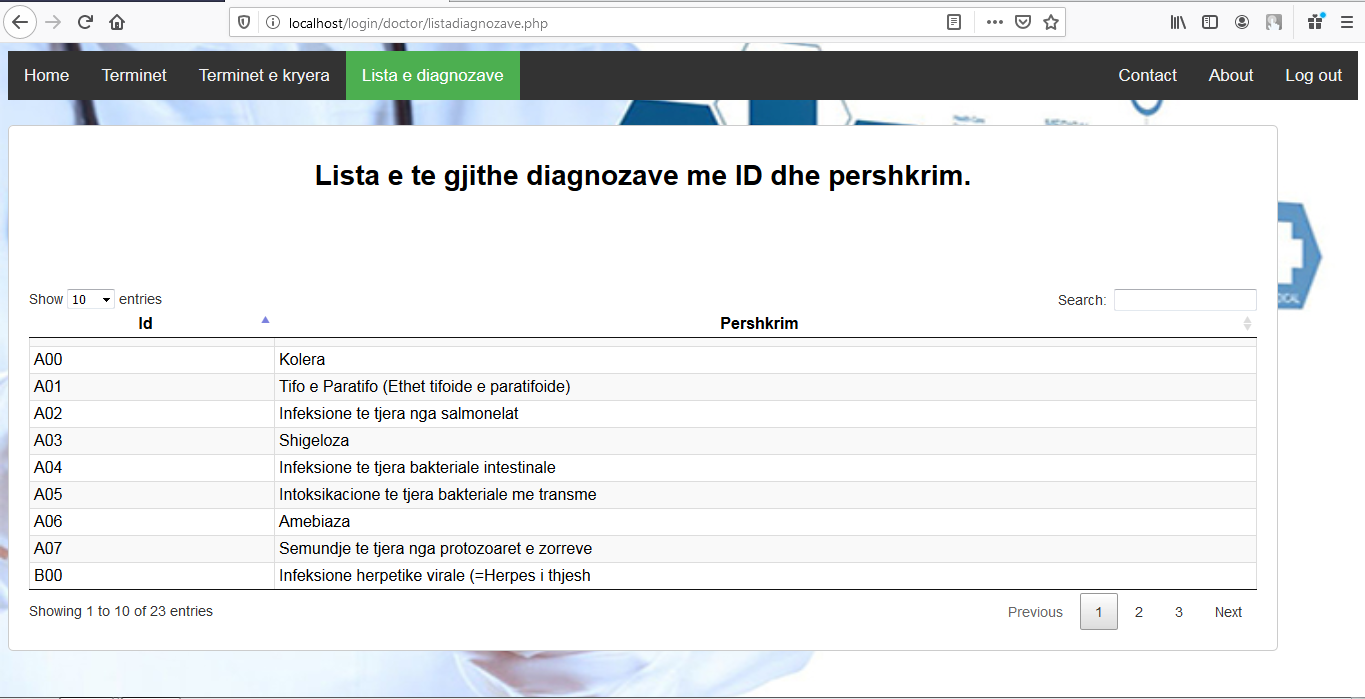 localhost/login/doctor/listadiagnozave.php
Home Terminet Terminet e kryera Lista e diagnozave Contact About Log out
Lista e te gjithe diagnozave me ID dhe pershkrim.
Show 10 entries Search:
Id Pershkrim
A00 Kolera
A01 Tifo e Paratifo (Ethet tifoide e paratifoide)
A02 Infeksione te tjera nga salmonelat
A03 Shigeloza
A04 Infeksione te tjera bakteriale intestinale
A05 Intoksikacione te tjera bakteriale me transme
A06 Amebiaza
A07 Semundje te tjera nga protozoaret e zorreve
B00 Infeksione herpetike virale (=Herpes i thjesh
Showing 1 to 10 of 23 entries Previous 1 2 3 Next